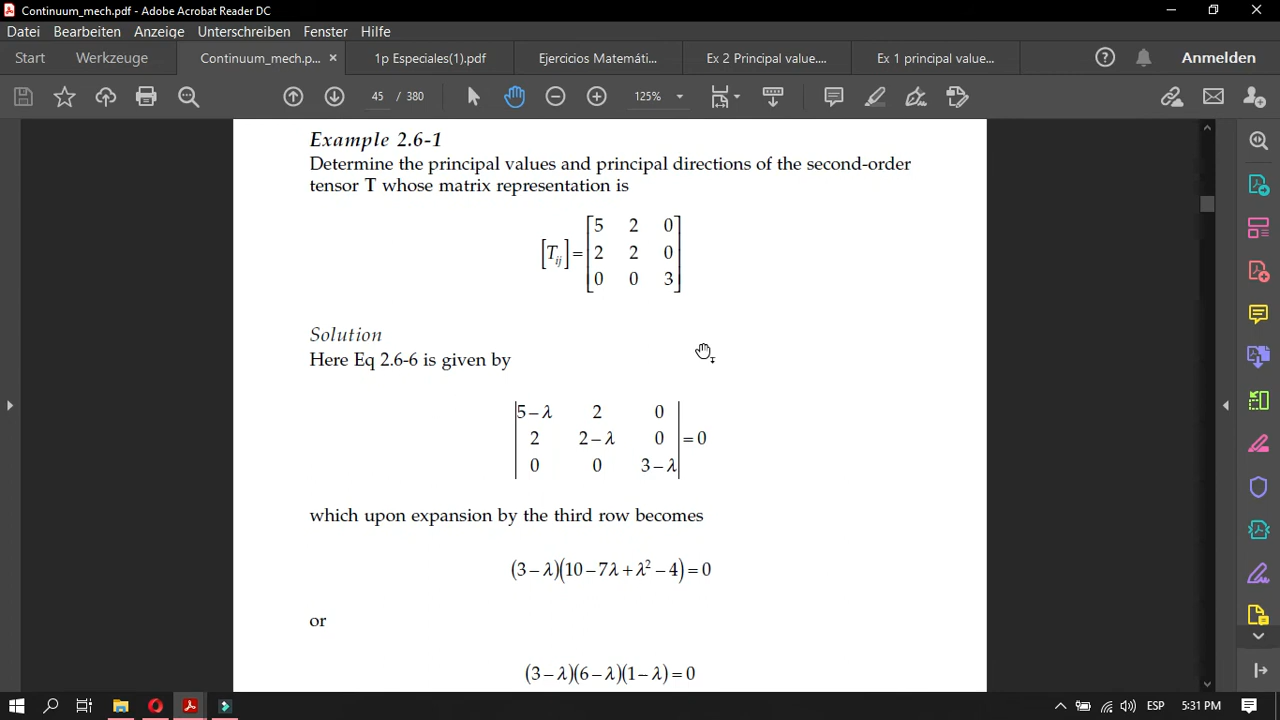 Continuum_mech.pdf - Adobe Acrobat Reader DC
Datei Bearbeiten Anzeige Unterschreiben Fenster Hilfe
Start Werkzeuge Continuum_mech.p... × 1p Especiales(1).pdf Ejercicios Matemáti... Ex 2 Principal value.... Ex 1 principal value... Anmelden
45 / 380 125%
Example 2.6-1
Determine the principal values and principal directions of the second-order
tensor T whose matrix representation is
5 2 0
[Tij] = 2 2 0
0 0 3
Solution
Here Eq 2.6-6 is given by
5 – λ 2 0
2 2 – λ 0 = 0
0 0 3 – λ
which upon expansion by the third row becomes
(3 – λ)(10 – 7λ + λ² – 4) = 0
or
(3 – λ)(6 – λ)(1 – λ) = 0
ESP 5:31 PM